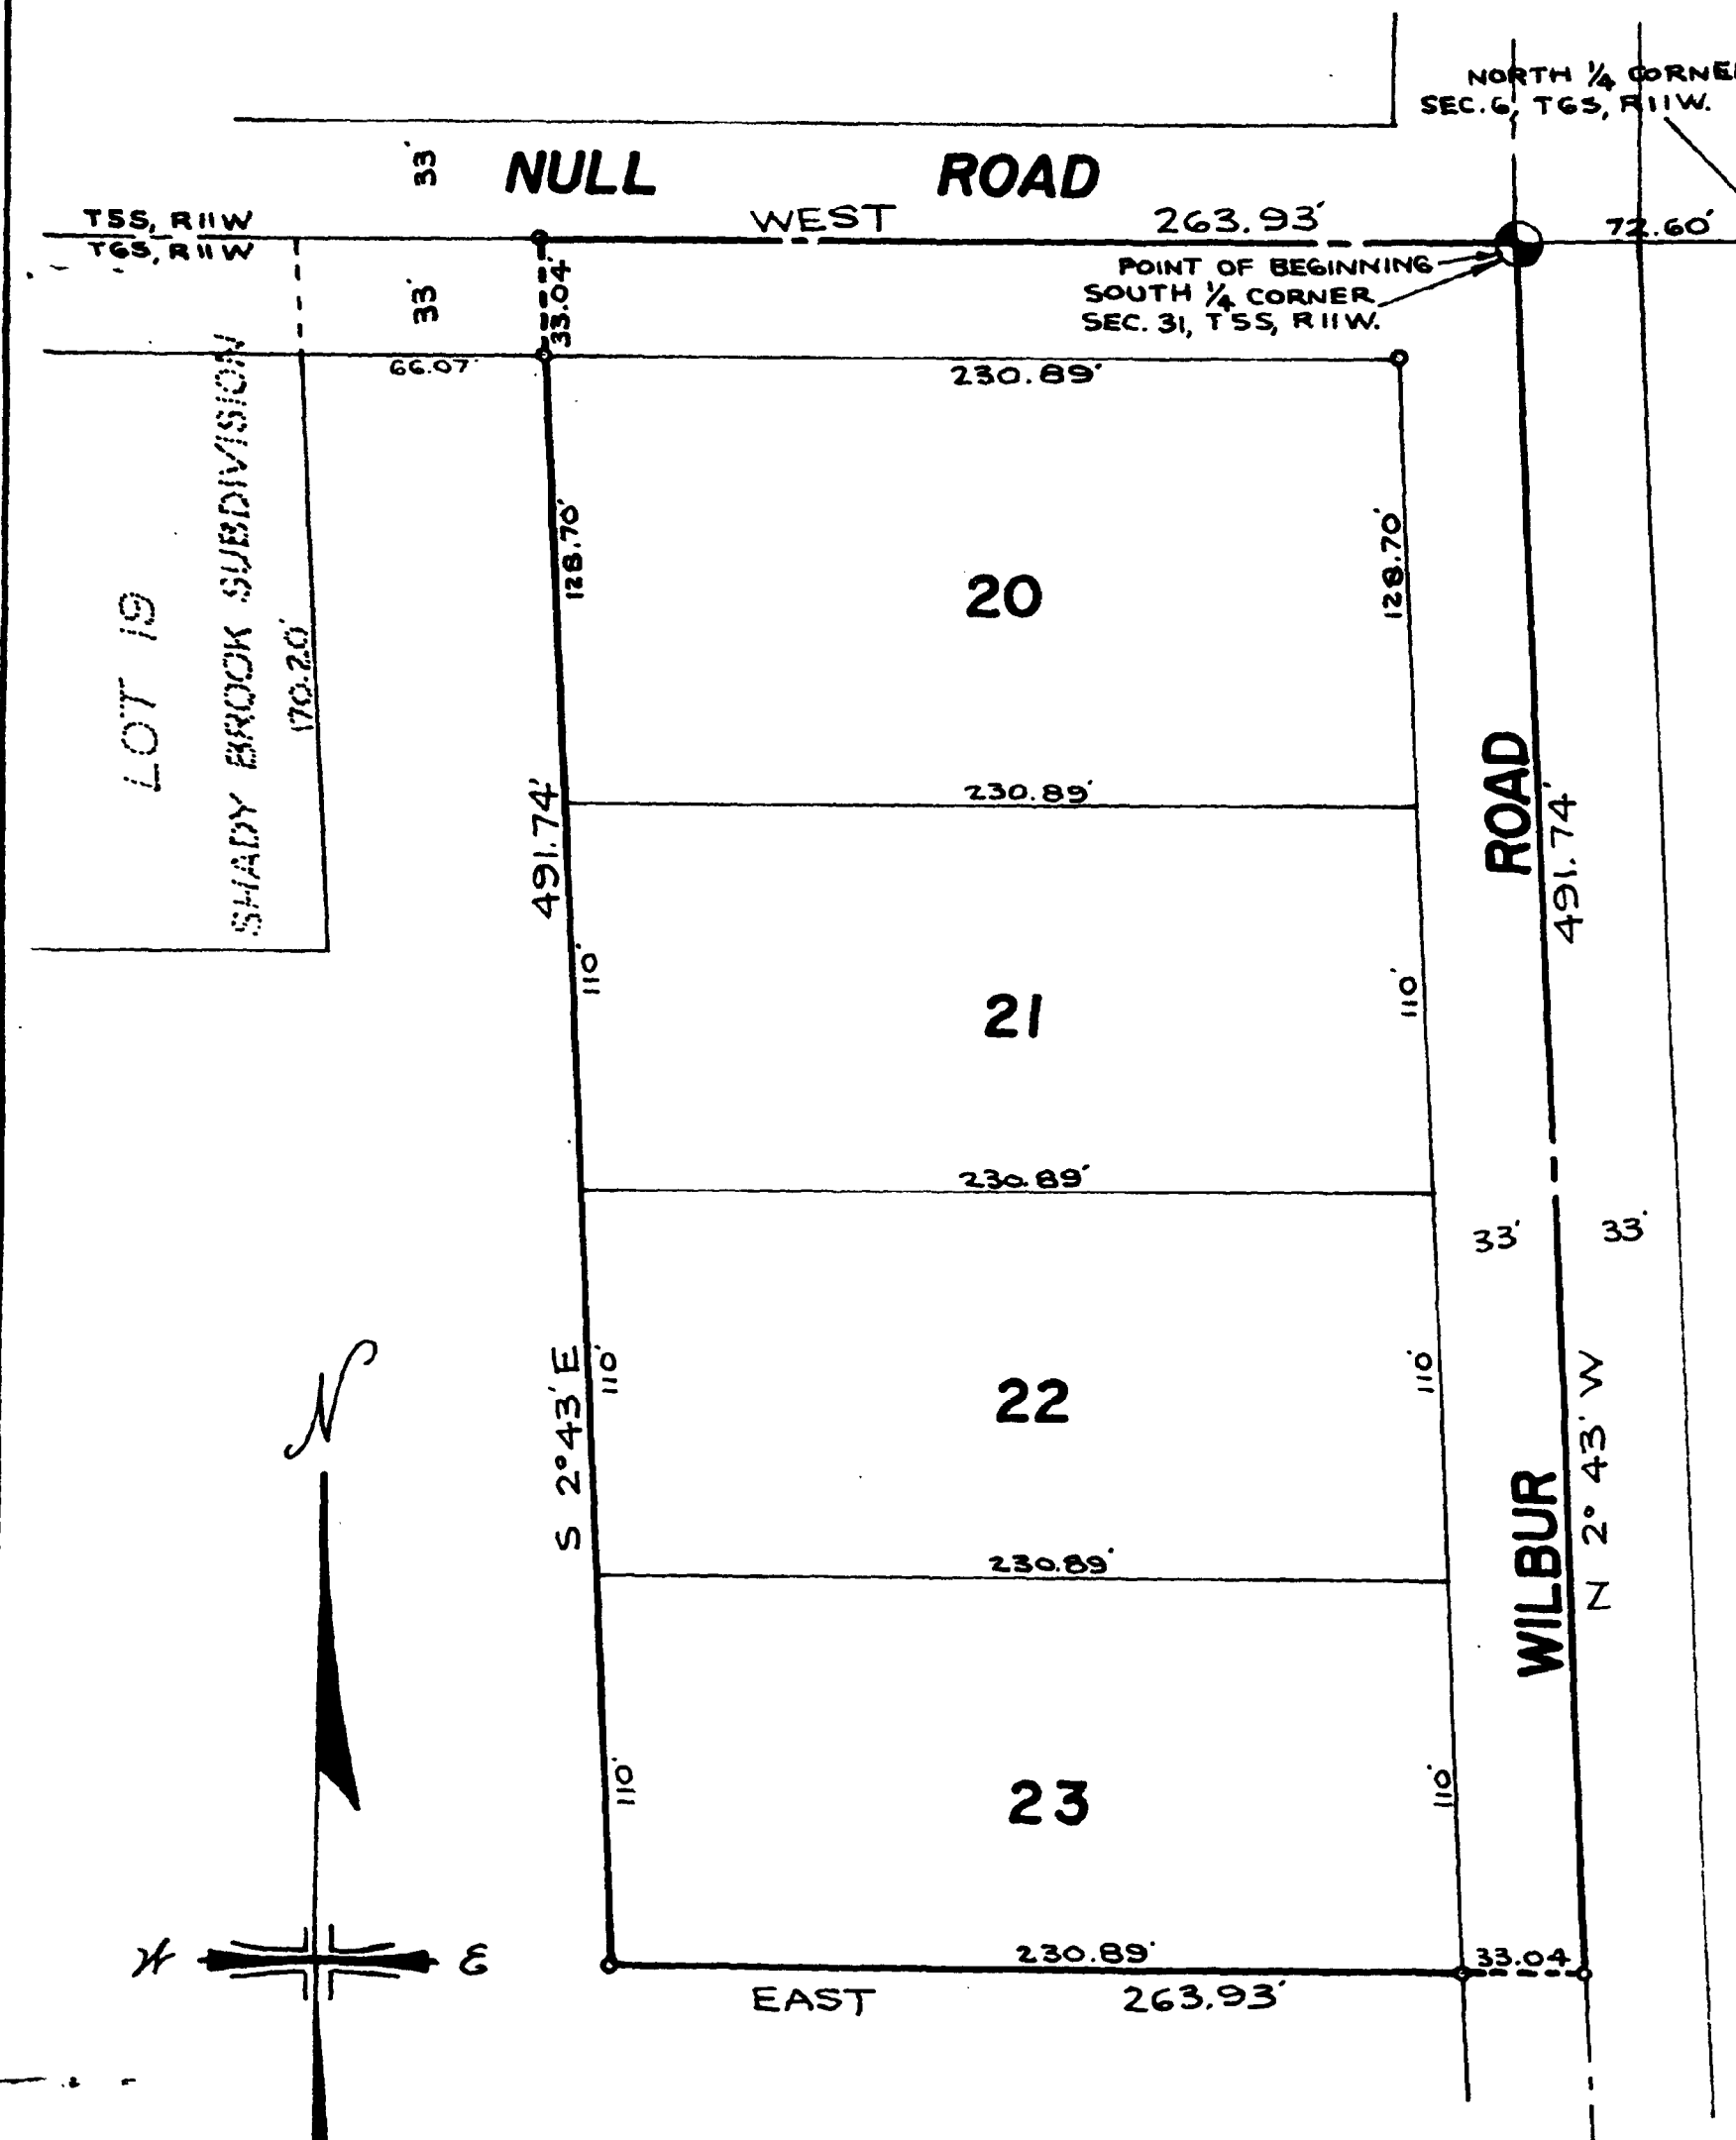 NORTH 1/4 CORNE
SEC. 6, T6S, R11W.
33'
NULL ROAD
T5S, R11W
WEST 263.93'
72.60'
T6S, R11W
POINT OF BEGINNING
SOUTH 1/4 CORNER
SEC. 31, T5S, R11W.
33'
33.04'
66.07'
230.89'
LOT 19
SHADY BROOK SUBDIVISION
170.20'
128.70'
20
128.70'
230.89'
491.74'
110'
21
110'
230.89'
S 2° 43' E
110'
22
110'
230.89'
110'
23
110'
230.89'
33.04
EAST 263.93'
WILBUR ROAD
491.74'
33'
33'
N 2° 43' W
N
W
E